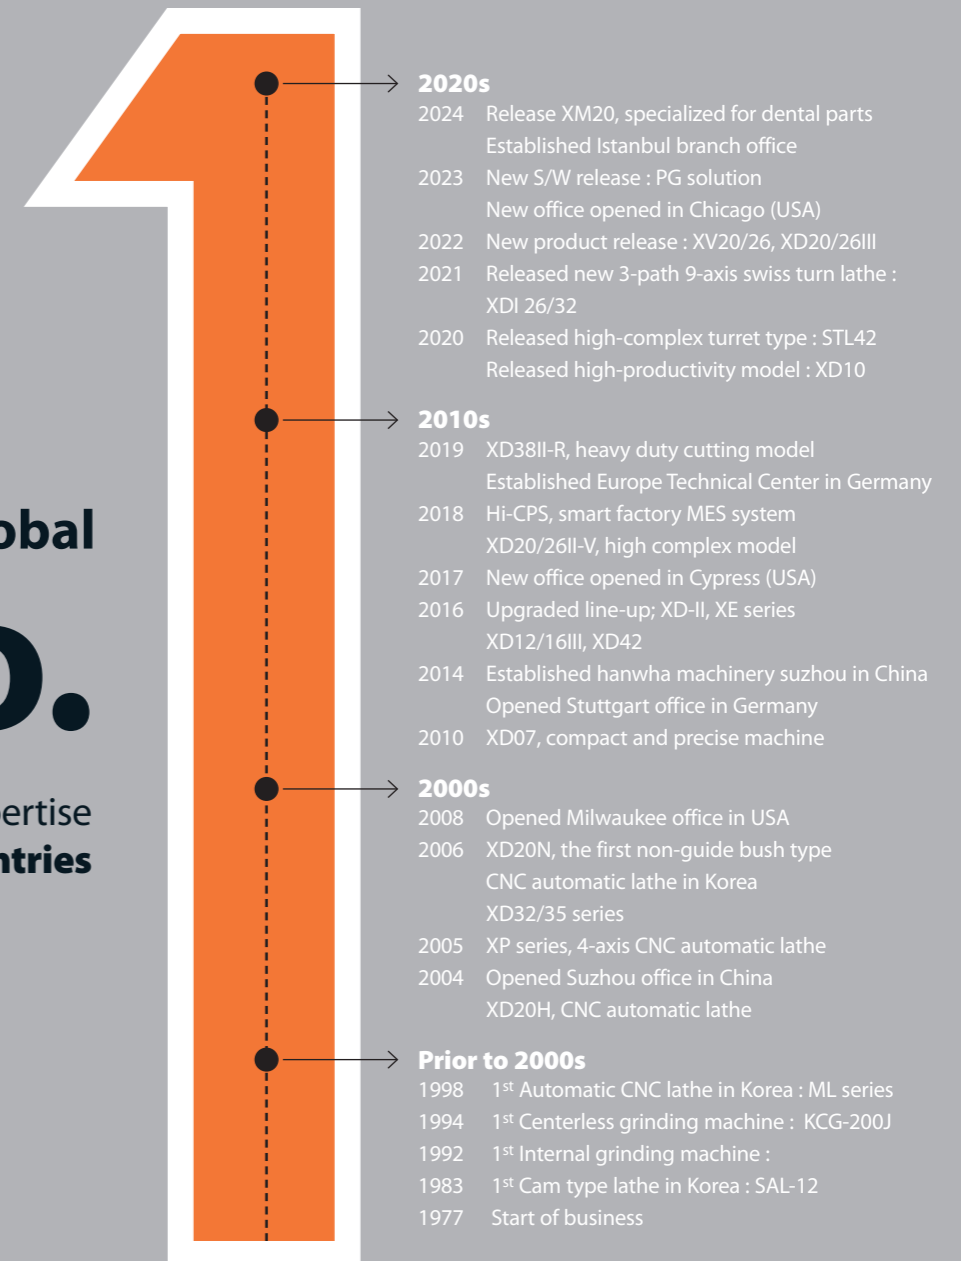 obal
o.
ertise
ntries
2020s
2024 Release XM20, specialized for dental parts
Established Istanbul branch office
2023 New S/W release : PG solution
New office opened in Chicago (USA)
2022 New product release : XV20/26, XD20/26III
2021 Released new 3-path 9-axis swiss turn lathe :
XDI 26/32
2020 Released high-complex turret type : STL42
Released high-productivity model : XD10
2010s
2019 XD38II-R, heavy duty cutting model
Established Europe Technical Center in Germany
2018 Hi-CPS, smart factory MES system
XD20/26II-V, high complex model
2017 New office opened in Cypress (USA)
2016 Upgraded line-up; XD-II, XE series
XD12/16III, XD42
2014 Established hanwha machinery suzhou in China
Opened Stuttgart office in Germany
2010 XD07, compact and precise machine
2000s
2008 Opened Milwaukee office in USA
2006 XD20N, the first non-guide bush type
CNC automatic lathe in Korea
XD32/35 series
2005 XP series, 4-axis CNC automatic lathe
2004 Opened Suzhou office in China
XD20H, CNC automatic lathe
Prior to 2000s
1998 1st Automatic CNC lathe in Korea : ML series
1994 1st Centerless grinding machine : KCG-200J
1992 1st Internal grinding machine :
1983 1st Cam type lathe in Korea : SAL-12
1977 Start of business